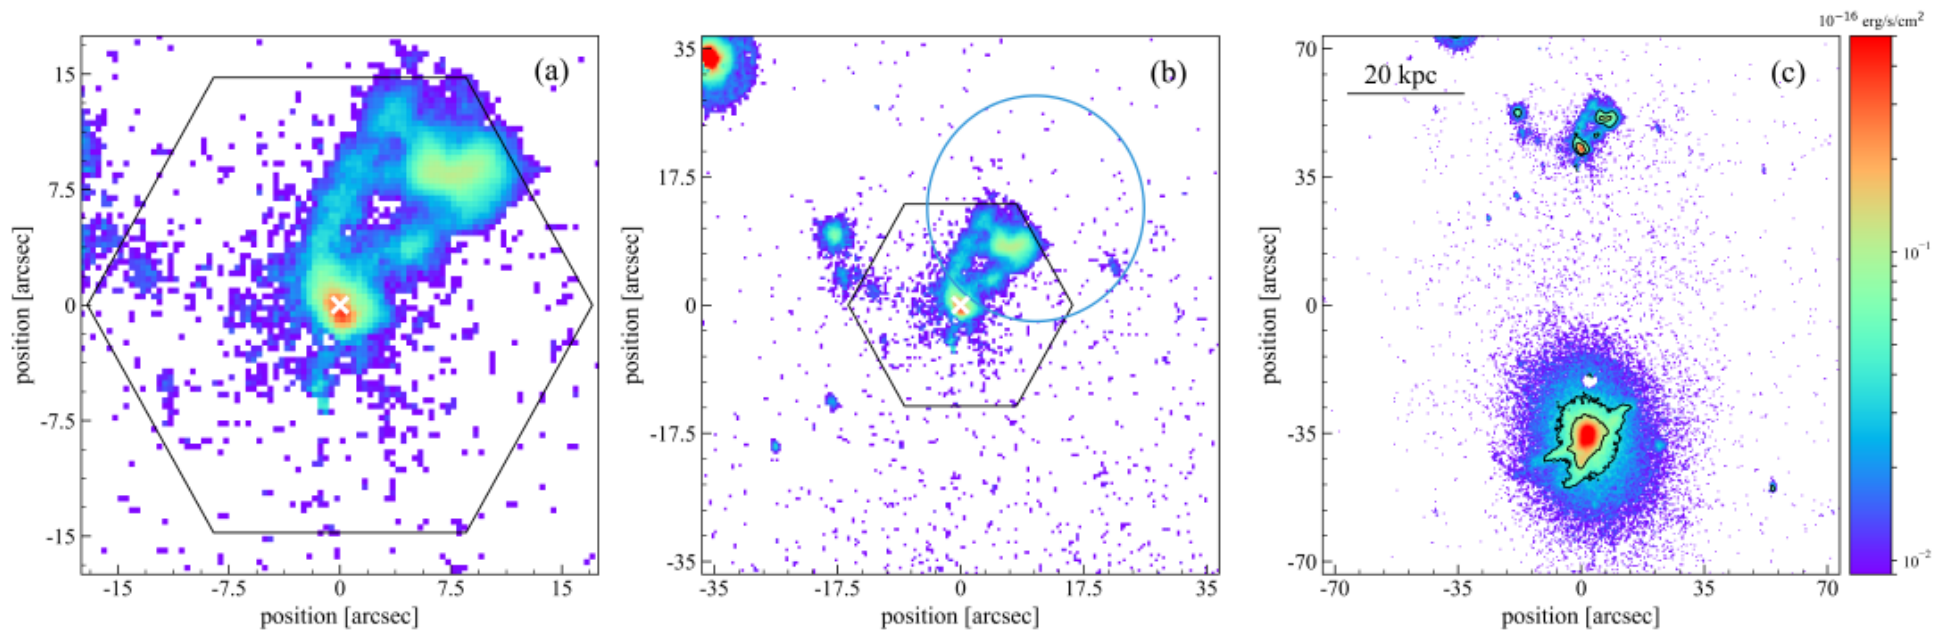 10⁻¹⁶ erg/s/cm²
(a)
15
7.5
0
-7.5
-15
position [arcsec]
-15
-7.5
0
7.5
15
position [arcsec]
(b)
35
17.5
0
-17.5
-35
position [arcsec]
-35
-17.5
0
17.5
35
position [arcsec]
20 kpc
(c)
70
35
0
-35
-70
position [arcsec]
-70
-35
0
35
70
position [arcsec]
10⁻¹
10⁻²